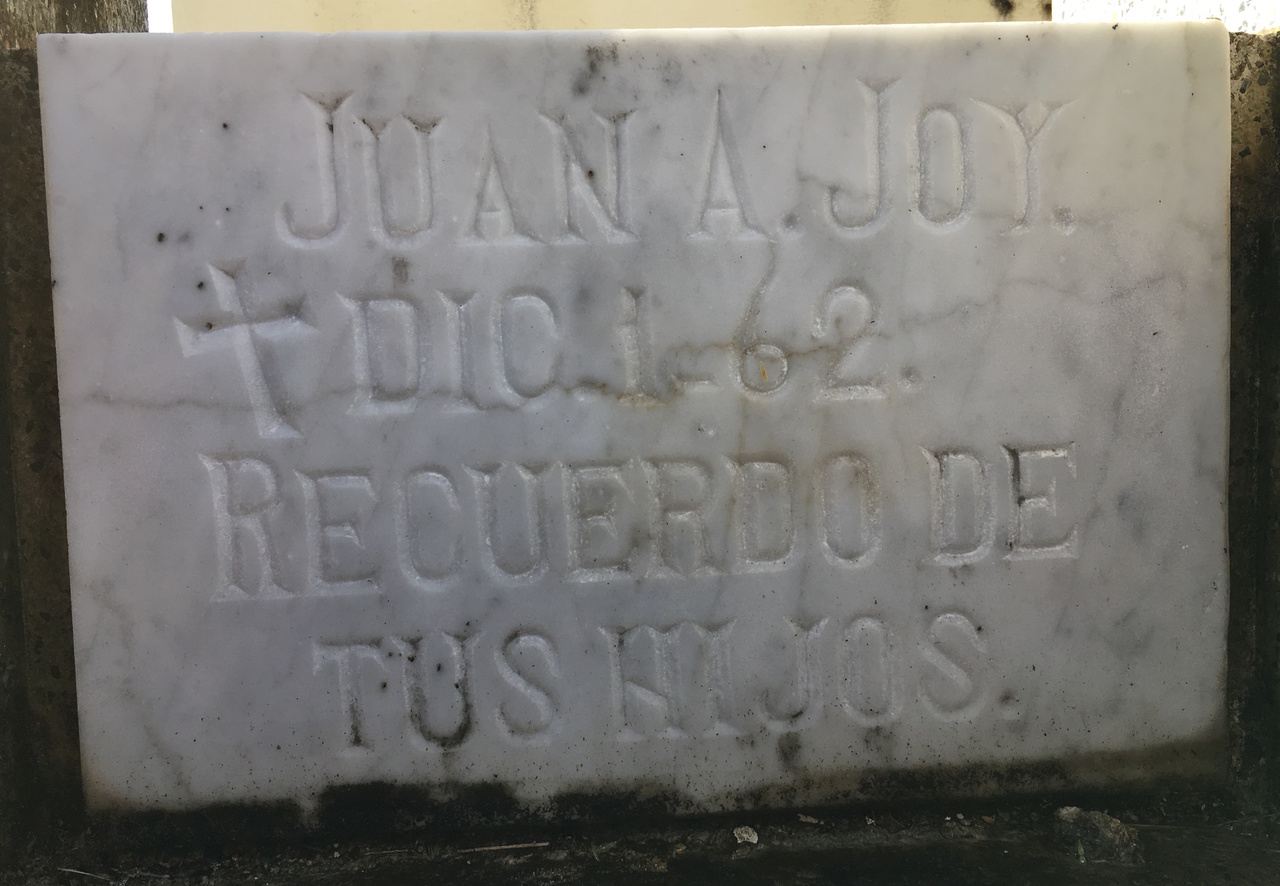 JUAN A. JOY.
† DIC 1-62.
RECUERDO DE
TUS HIJOS.